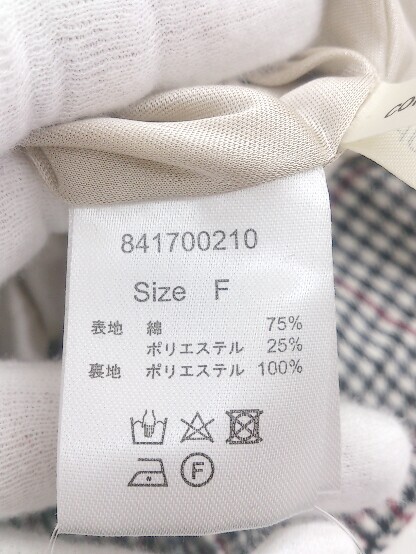 841700210
Size F
表地 綿 75%
ポリエステル 25%
裏地 ポリエステル 100%
F